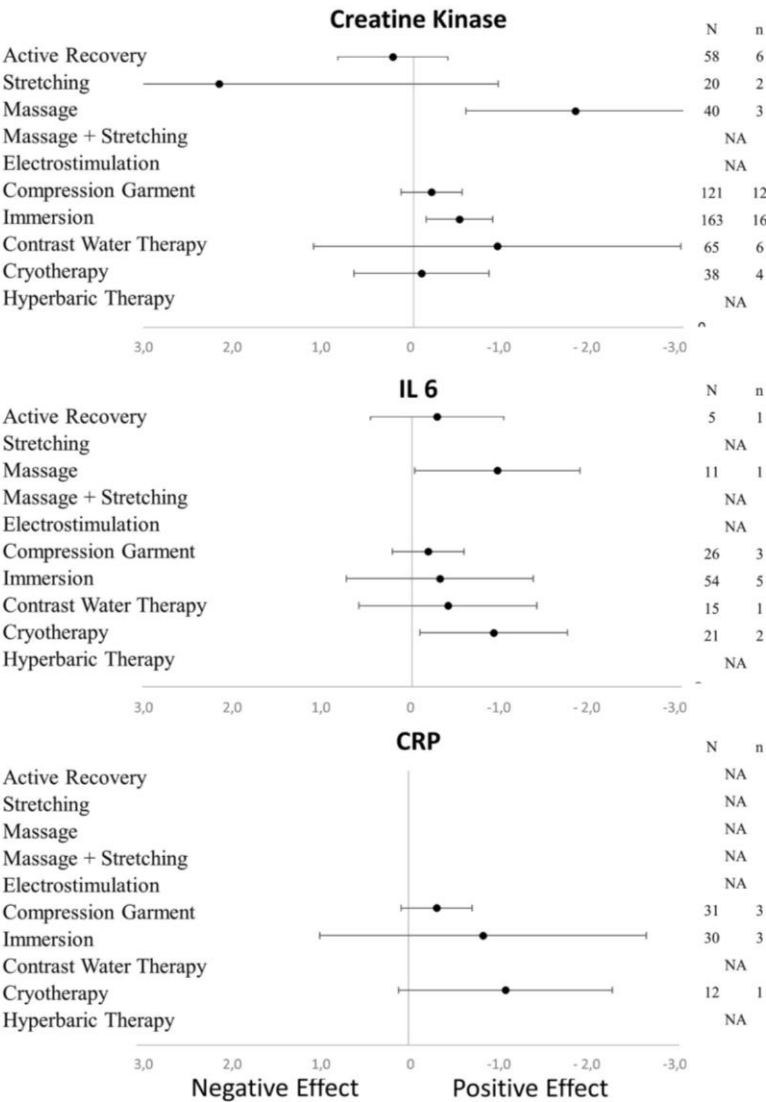 Creatine Kinase
N n
Active Recovery 58 6
Stretching 20 2
Massage 40 3
Massage + Stretching NA
Electrostimulation NA
Compression Garment 121 12
Immersion 163 16
Contrast Water Therapy 65 6
Cryotherapy 38 4
Hyperbaric Therapy NA
3,0 2,0 1,0 0 -1,0 - 2,0 -3,0
IL 6
N n
Active Recovery 5 1
Stretching NA
Massage 11 1
Massage + Stretching NA
Electrostimulation NA
Compression Garment 26 3
Immersion 54 5
Contrast Water Therapy 15 1
Cryotherapy 21 2
Hyperbaric Therapy NA
3,0 2,0 1,0 0 -1,0 - 2,0 -3,0
CRP
N n
Active Recovery NA
Stretching NA
Massage NA
Massage + Stretching NA
Electrostimulation NA
Compression Garment 31 3
Immersion 30 3
Contrast Water Therapy NA
Cryotherapy 12 1
Hyperbaric Therapy NA
3,0 2,0 1,0 0 -1,0 - 2,0 -3,0
Negative Effect Positive Effect